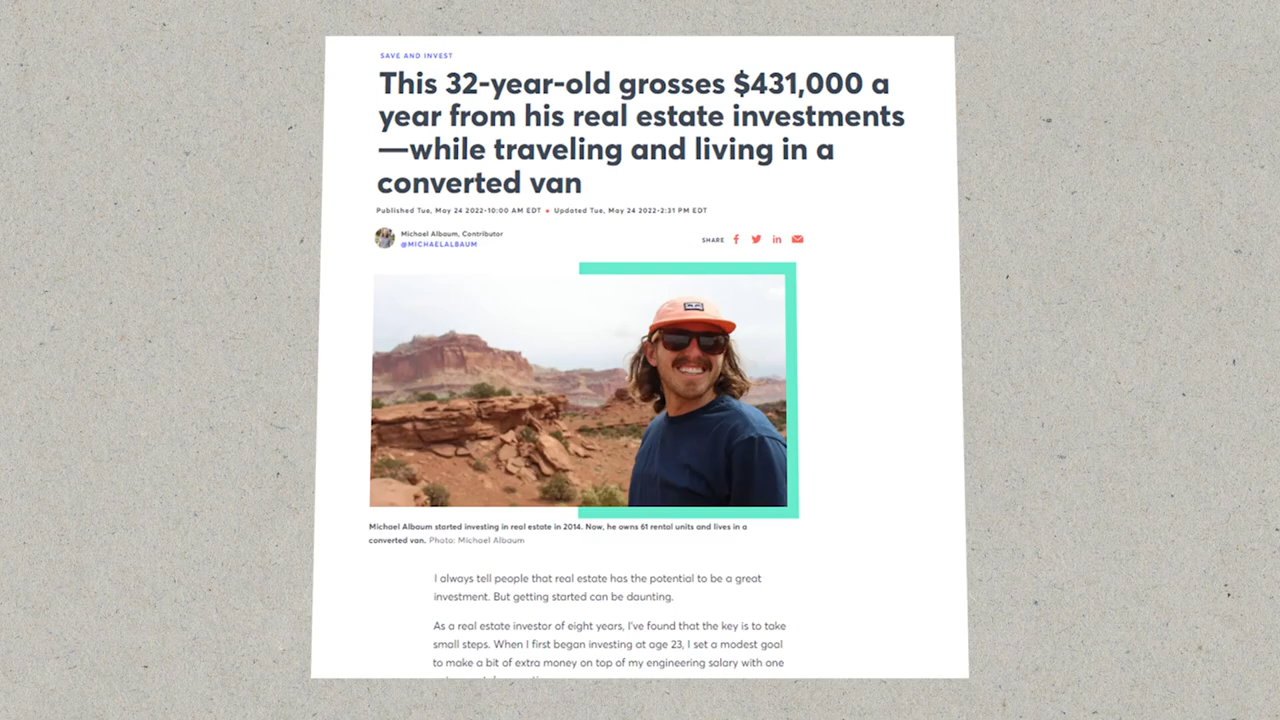 SAVE AND INVEST
This 32-year-old grosses $431,000 a
year from his real estate investments
—while traveling and living in a
converted van
Published Tue, May 24 2022•10:00 AM EDT • Updated Tue, May 24 2022•2:31 PM EDT
Michael Albaum, Contributor
@MICHAELALBAUM
SHARE
Michael Albaum started investing in real estate in 2014. Now, he owns 61 rental units and lives in a
converted van. Photo: Michael Albaum
I always tell people that real estate has the potential to be a great
investment. But getting started can be daunting.
As a real estate investor of eight years, I've found that the key is to take
small steps. When I first began investing at age 23, I set a modest goal
to make a bit of extra money on top of my engineering salary with one